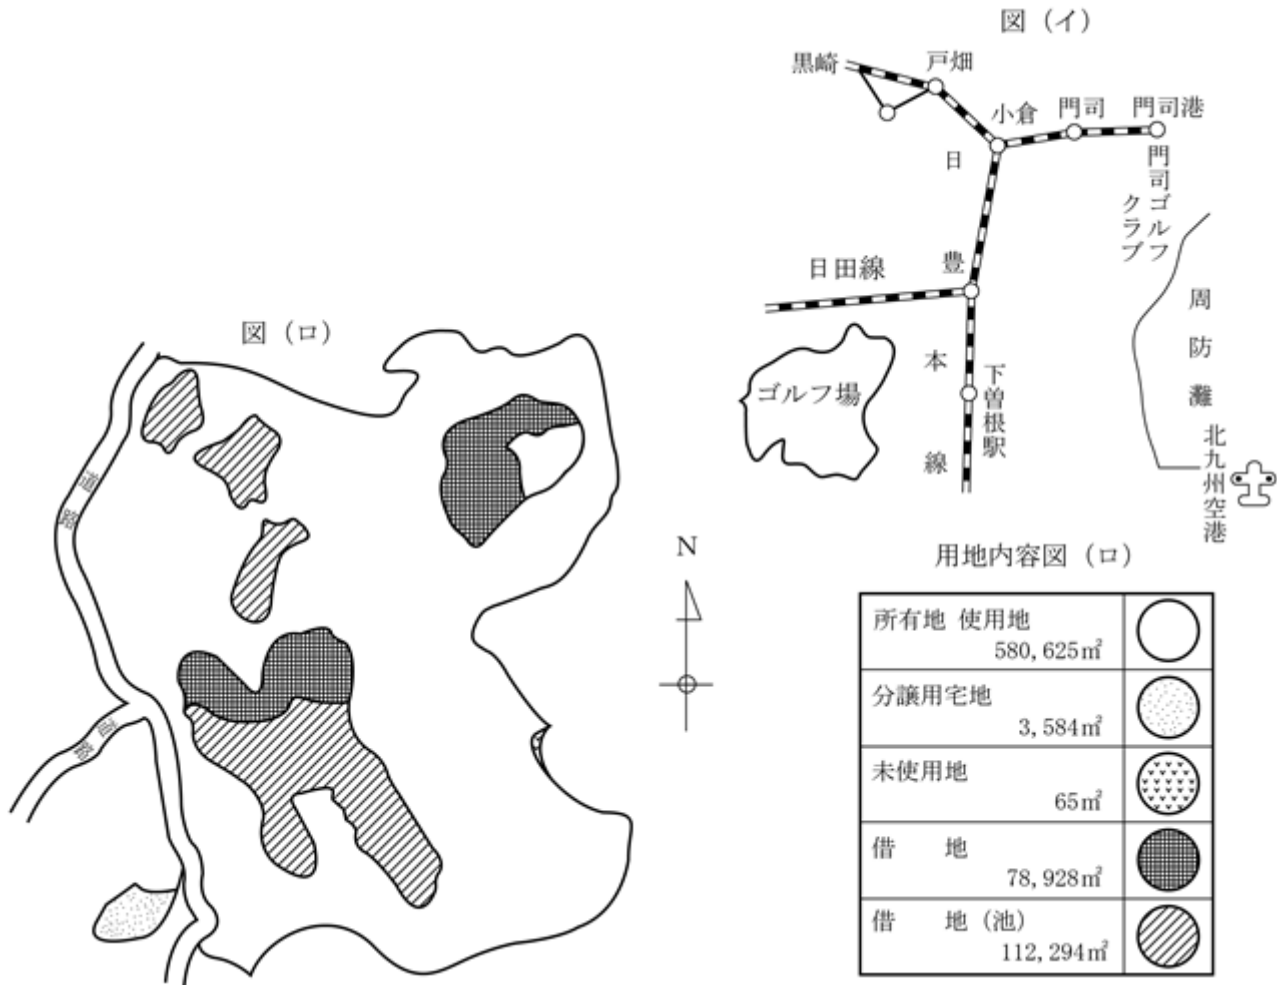 図（イ）
黒崎
戸畑
小倉
門司
門司港
日
豊
本
線
門司ゴルフ
クラブ
日田線
ゴルフ場
下曽根駅
周防灘
北九州空港
図（ロ）
道路
道路
N
用地内容図（ロ）
所有地 使用地
580,625㎡
分譲用宅地
3,584㎡
未使用地
65㎡
借　　地
78,928㎡
借　　地（池）
112,294㎡